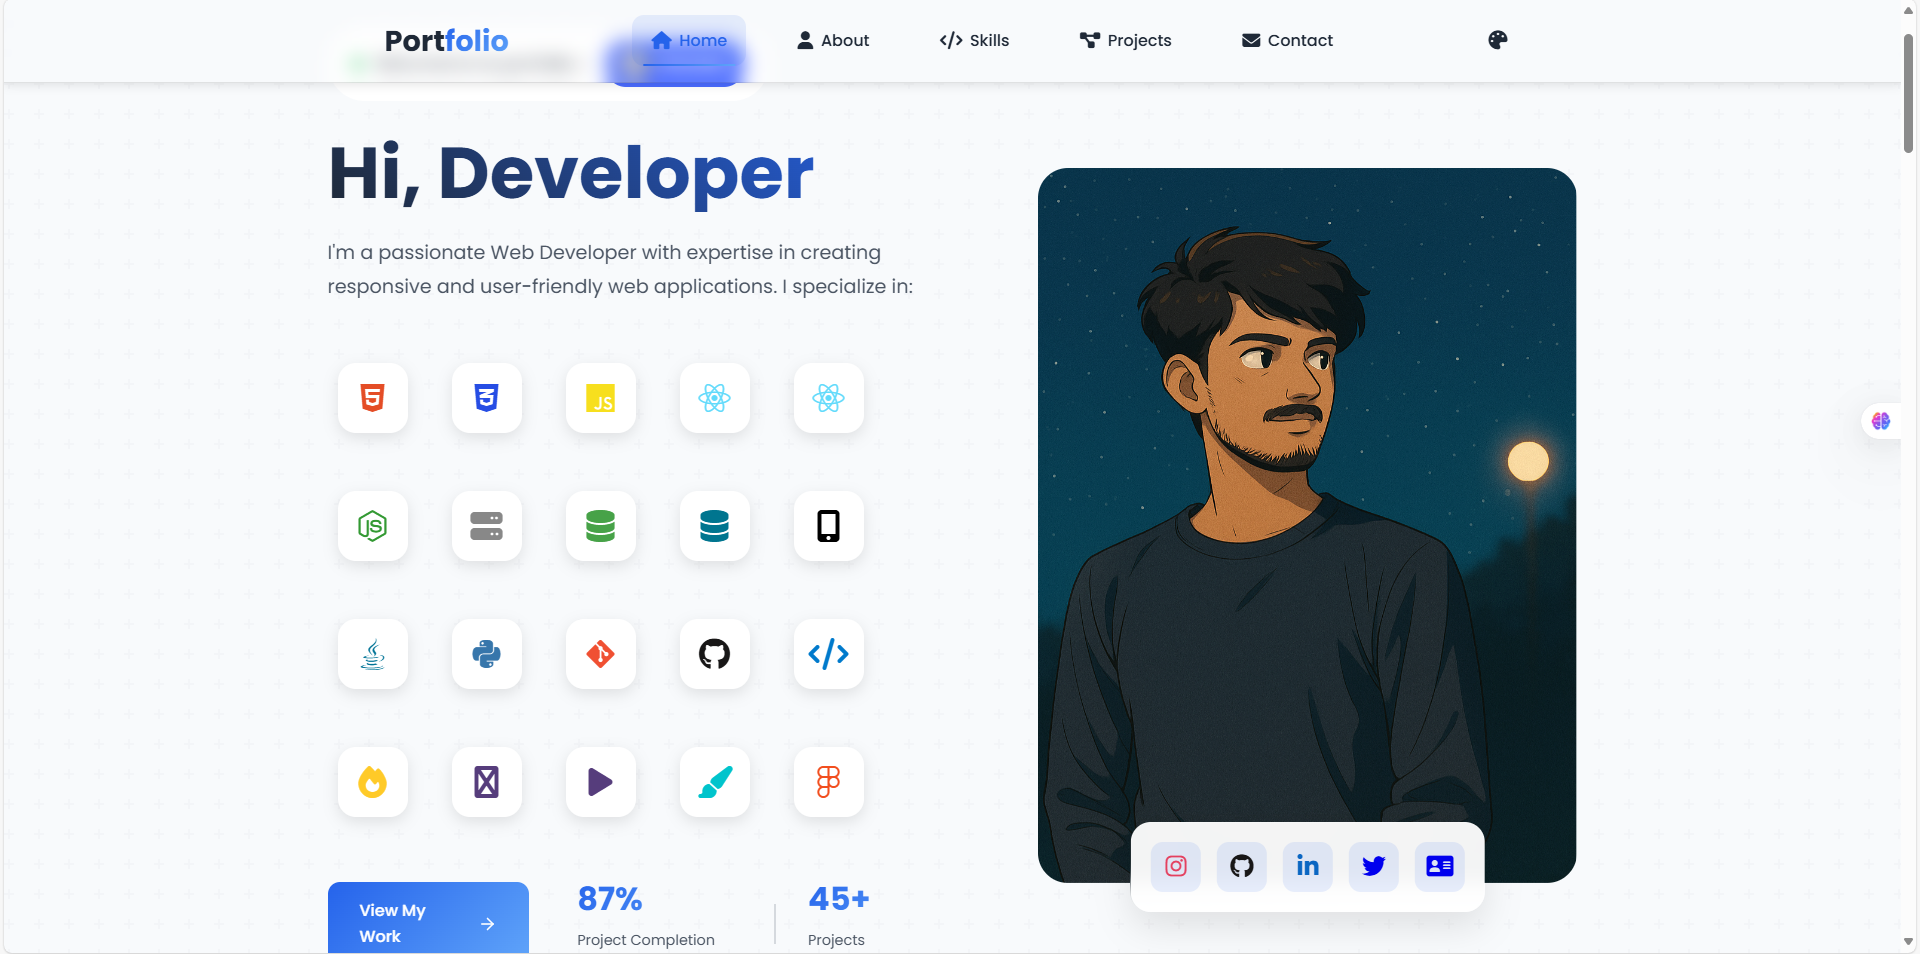 Portfolio
Home
About
Skills
Projects
Contact
Hi, Developer
I'm a passionate Web Developer with expertise in creating
responsive and user-friendly web applications. I specialize in:
JS
JS
View My
Work
87%
Project Completion
45+
Projects
in